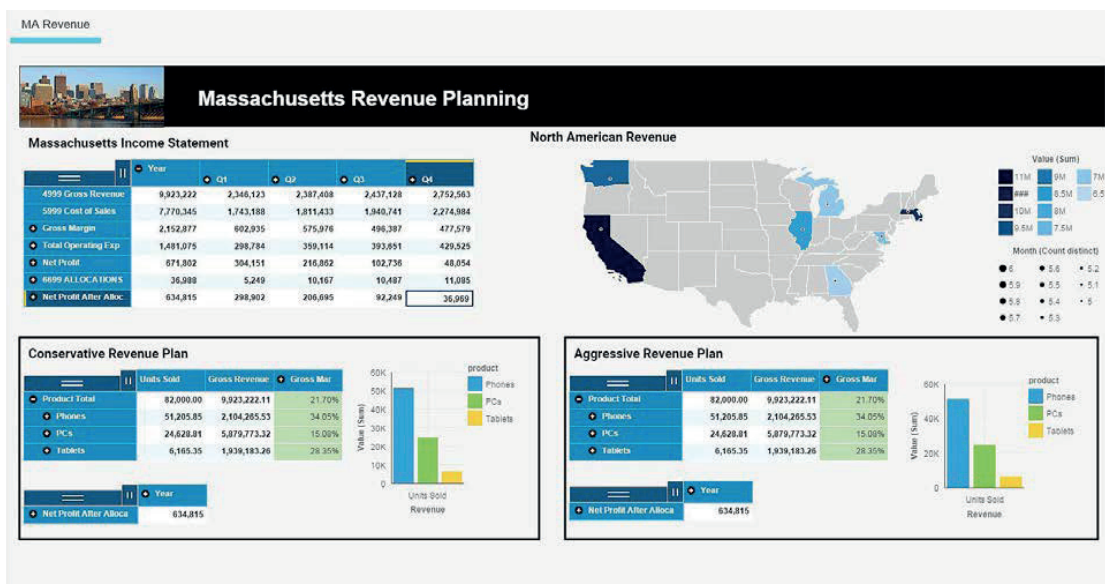 MA Revenue
Massachusetts Revenue Planning
Massachusetts Income Statement
Year Q1 Q2 Q3 Q4
4999 Gross Revenue 9,923,222 2,346,123 2,387,408 2,437,128 2,752,563
5999 Cost of Sales 7,770,345 1,743,188 1,811,433 1,940,741 2,274,984
Gross Margin 2,152,877 602,935 575,976 496,387 477,579
Total Operating Exp 1,481,075 298,784 359,114 393,651 429,525
Net Profit 671,802 304,151 216,862 102,736 48,054
6699 ALLOCATIONS 36,988 5,249 10,167 10,487 11,085
Net Profit After Alloc 634,815 298,902 206,695 92,249 36,969
North American Revenue
Value (Sum)
11M 9M 7M
### 8.5M 6.5
10M 8M
9.5M 7.5M
Month (Count distinct)
6 5.6 5.2
5.9 5.5 5.1
5.8 5.4 5
5.7 5.3
Conservative Revenue Plan
Units Sold Gross Revenue Gross Mar
Product Total 82,000.00 9,923,222.11 21.70%
Phones 51,205.85 2,104,265.53 34.05%
PCs 24,628.81 5,879,773.32 15.09%
Tablets 6,165.35 1,939,183.26 28.35%
Year
Net Profit After Alloca 634,815
Value (Sum)
60K
50K
40K
30K
20K
10K
0
Units Sold
Revenue
product
Phones
PCs
Tablets
Aggressive Revenue Plan
Units Sold Gross Revenue Gross Mar
Product Total 82,000.00 9,923,222.11 21.70%
Phones 51,205.85 2,104,265.53 34.05%
PCs 24,628.81 5,879,773.32 15.09%
Tablets 6,165.35 1,939,183.26 28.35%
Year
Net Profit After Alloca 634,815
Value (Sum)
60K
40K
20K
0
Units Sold
Revenue
product
Phones
PCs
Tablets